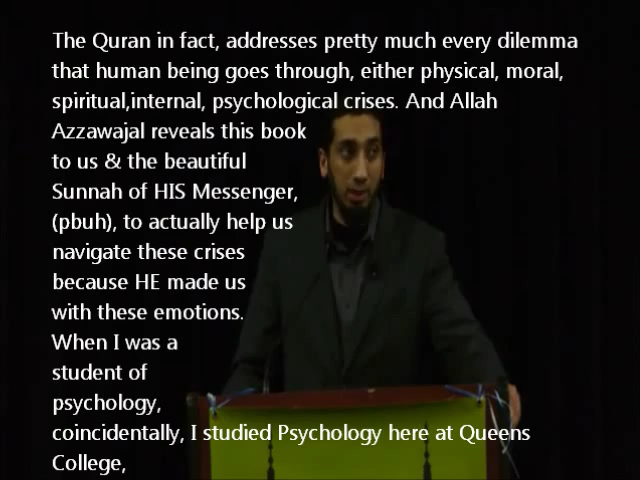 The Quran in fact, addresses pretty much every dilemma
that human being goes through, either physical, moral,
spiritual,internal, psychological crises. And Allah
Azzawajal reveals this book
to us & the beautiful
Sunnah of HIS Messenger,
(pbuh), to actually help us
navigate these crises
because HE made us
with these emotions.
When I was a
student of
psychology,
coincidentally, I studied Psychology here at Queens
College,